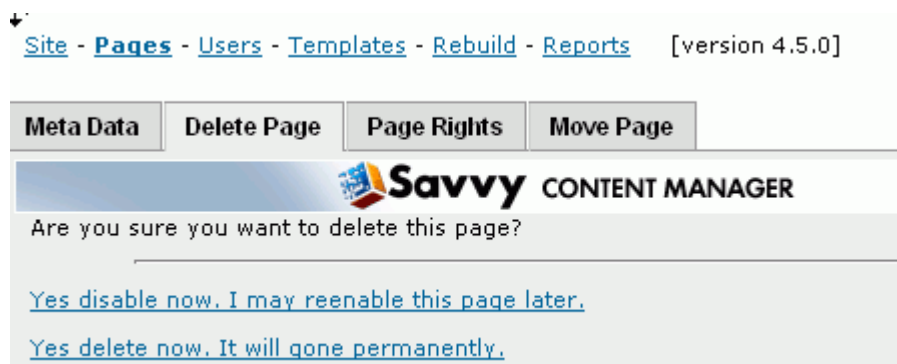 Site - Pages - Users - Templates - Rebuild - Reports [version 4.5.0]
Meta Data Delete Page Page Rights Move Page
Savvy CONTENT MANAGER
Are you sure you want to delete this page?
Yes disable now. I may reenable this page later.
Yes delete now. It will gone permanently.